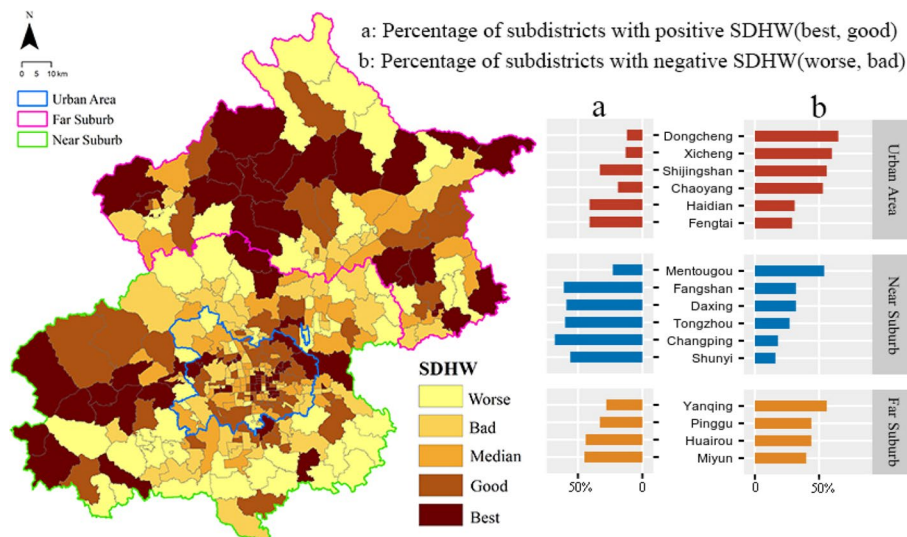 N
0 5 10 km
Urban Area
Far Suburb
Near Suburb
a: Percentage of subdistricts with positive SDHW(best, good)
b: Percentage of subdistricts with negative SDHW(worse, bad)
a
b
Dongcheng
Xicheng
Shijingshan
Chaoyang
Haidian
Fengtai
Urban Area
Mentougou
Fangshan
Daxing
Tongzhou
Changping
Shunyi
Near Suburb
Yanqing
Pinggu
Huairou
Miyun
Far Suburb
50% 0 0 50%
SDHW
Worse
Bad
Median
Good
Best